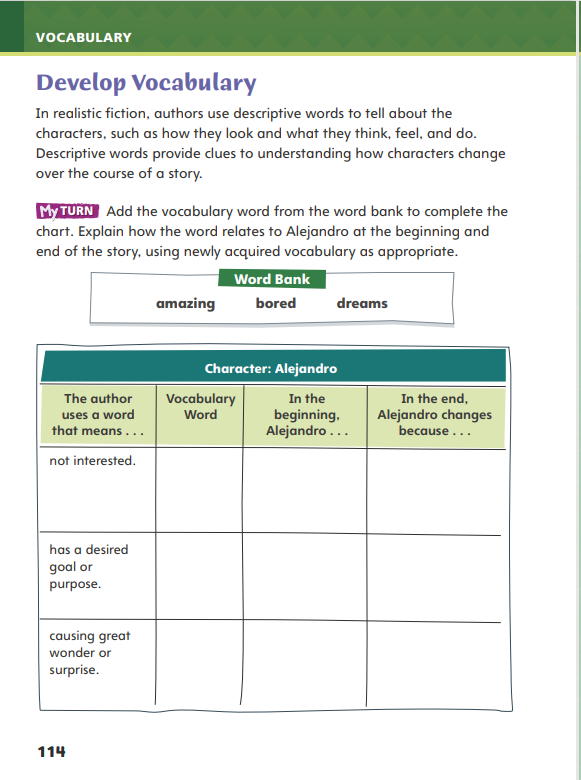 VOCABULARY
Develop Vocabulary
In realistic fiction, authors use descriptive words to tell about the
characters, such as how they look and what they think, feel, and do.
Descriptive words provide clues to understanding how characters change
over the course of a story.
My TURN Add the vocabulary word from the word bank to complete the
chart. Explain how the word relates to Alejandro at the beginning and
end of the story, using newly acquired vocabulary as appropriate.
Word Bank
amazing bored dreams
Character: Alejandro
The author
uses a word
that means . . .
Vocabulary
Word
In the
beginning,
Alejandro . . .
In the end,
Alejandro changes
because . . .
not interested.
has a desired
goal or
purpose.
causing great
wonder or
surprise.
114